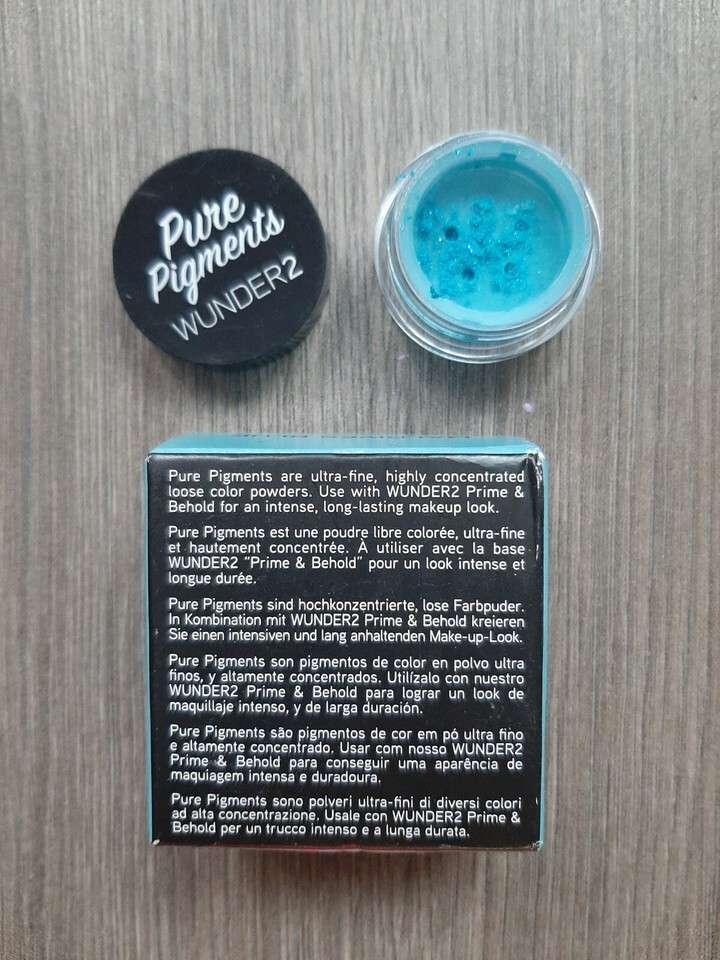 Pure
Pigments
WUNDER2
Pure Pigments are ultra-fine, highly concentrated
loose color powders. Use with WUNDER2 Prime &
Behold for an intense, long-lasting makeup look.
Pure Pigments est une poudre libre colorée, ultra-fine
et hautement concentrée. À utiliser avec la base
WUNDER2 "Prime & Behold" pour un look intense et
longue durée.
Pure Pigments sind hochkonzentrierte, lose Farbpuder.
In Kombination mit WUNDER2 Prime & Behold kreieren
Sie einen intensiven und lang anhaltenden Make-up-Look.
Pure Pigments son pigmentos de color en polvo ultra
finos, y altamente concentrados. Utilízalo con nuestro
WUNDER2 Prime & Behold para lograr un look de
maquillaje intenso, y de larga duración.
Pure Pigments são pigmentos de cor em pó ultra fino
e altamente concentrado. Usar com nosso WUNDER2
Prime & Behold para conseguir uma aparência de
maquiagem intensa e duradoura.
Pure Pigments sono polveri ultra-fini di diversi colori
ad alta concentrazione. Usale con WUNDER2 Prime &
Behold per un trucco intenso e a lunga durata.